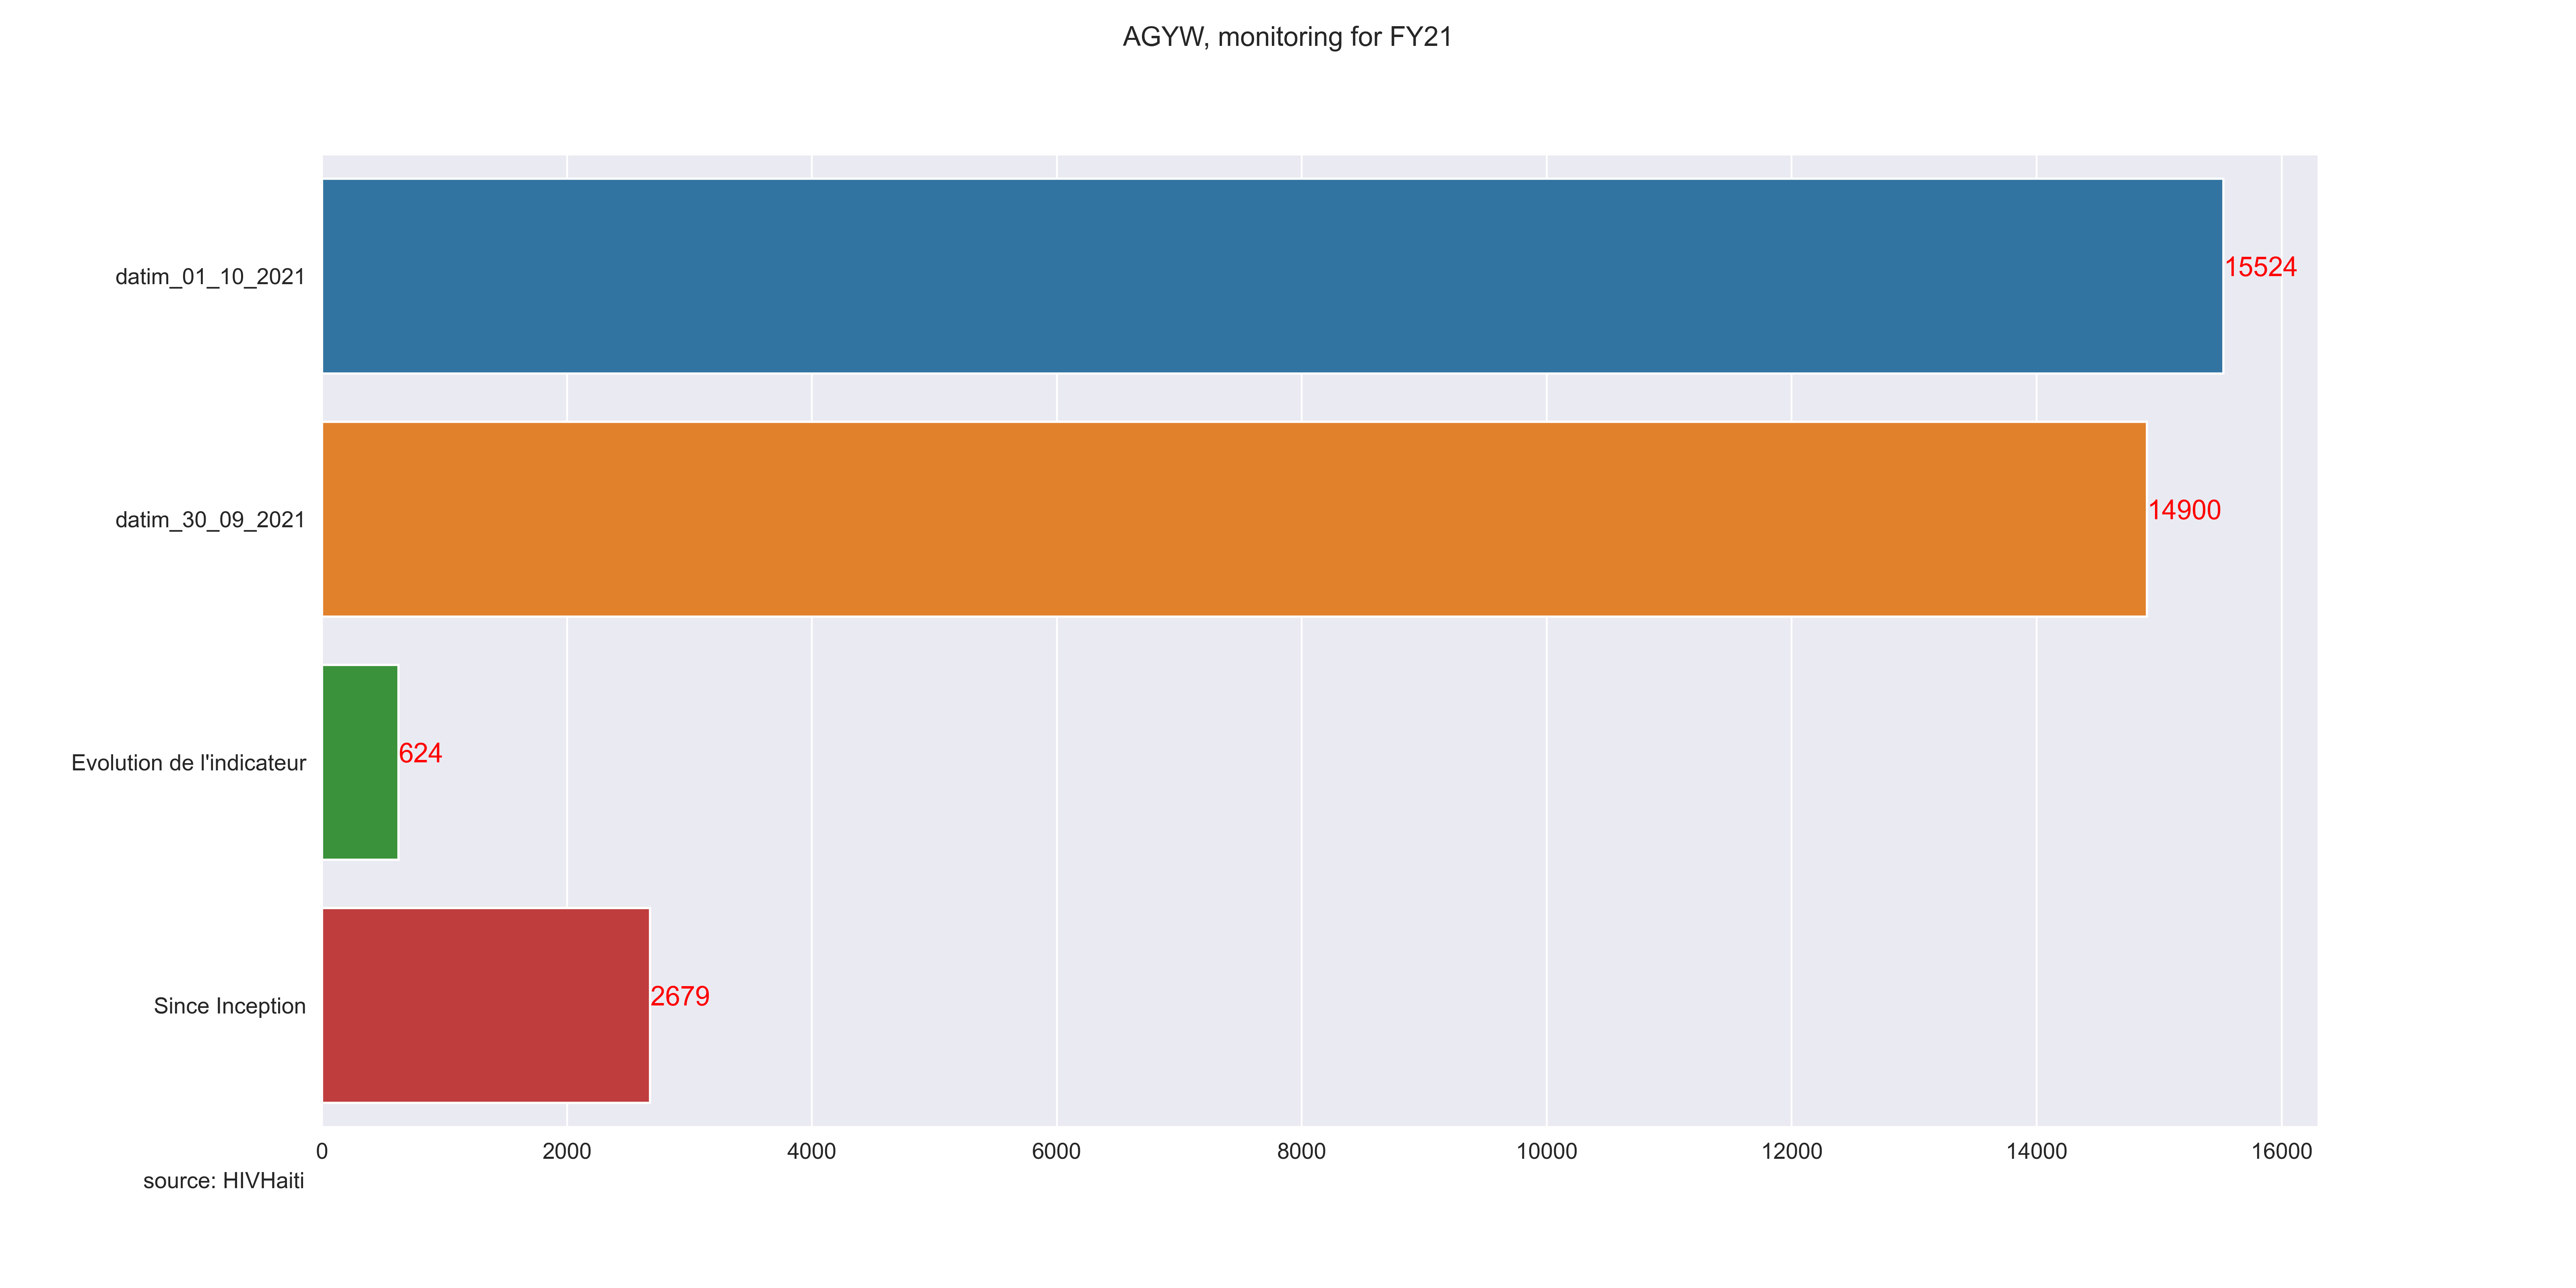 AGYW, monitoring for FY21
datim_01_10_2021
15524
datim_30_09_2021
14900
Evolution de l'indicateur
624
Since Inception
2679
0 2000 4000 6000 8000 10000 12000 14000 16000
source: HIVHaiti